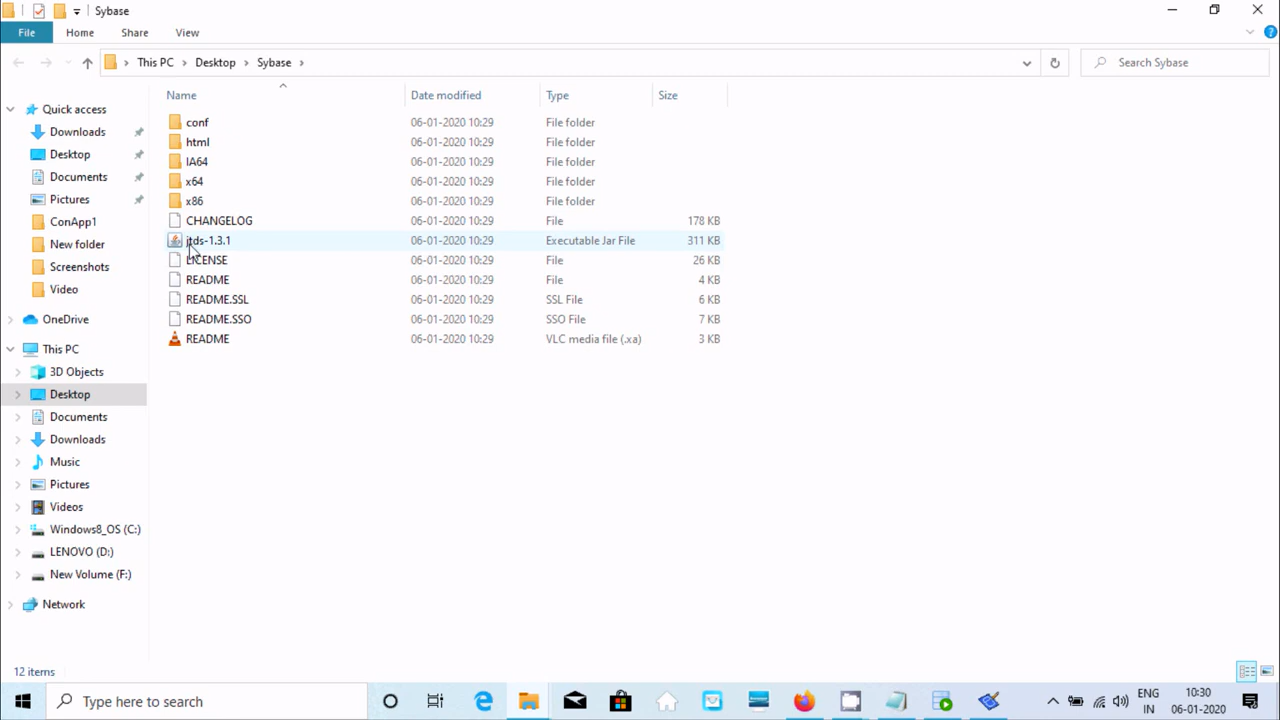 Sybase
File Home Share View
This PC Desktop Sybase Search Sybase
Name Date modified Type Size
Quick access
Downloads
Desktop
Documents
Pictures
ConApp1
New folder
Screenshots
Video
OneDrive
This PC
3D Objects
Desktop
Documents
Downloads
Music
Pictures
Videos
Windows8_OS (C:)
LENOVO (D:)
New Volume (F:)
Network
conf 06-01-2020 10:29 File folder
html 06-01-2020 10:29 File folder
IA64 06-01-2020 10:29 File folder
x64 06-01-2020 10:29 File folder
x86 06-01-2020 10:29 File folder
CHANGELOG 06-01-2020 10:29 File 178 KB
jtds-1.3.1 06-01-2020 10:29 Executable Jar File 311 KB
LICENSE 06-01-2020 10:29 File 26 KB
README 06-01-2020 10:29 File 4 KB
README.SSL 06-01-2020 10:29 SSL File 6 KB
README.SSO 06-01-2020 10:29 SSO File 7 KB
README 06-01-2020 10:29 VLC media file (.xa) 3 KB
12 items
Type here to search
ENG 10:30
IN 06-01-2020